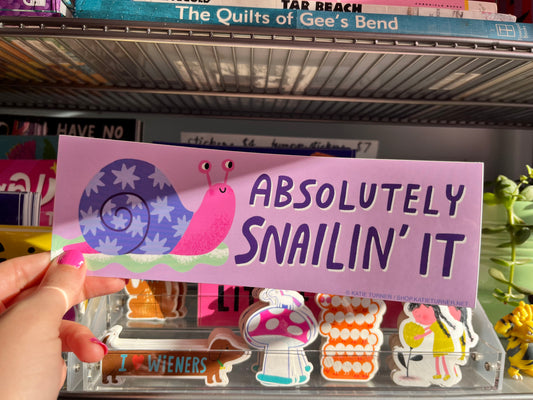 TAR BEACH
The Quilts of Gee's Bend
HAVE NO
ABSOLUTELY
SNAILIN' IT
© KATIE TURNER / SHOP.KATIETURNER.NET
I WIENERS